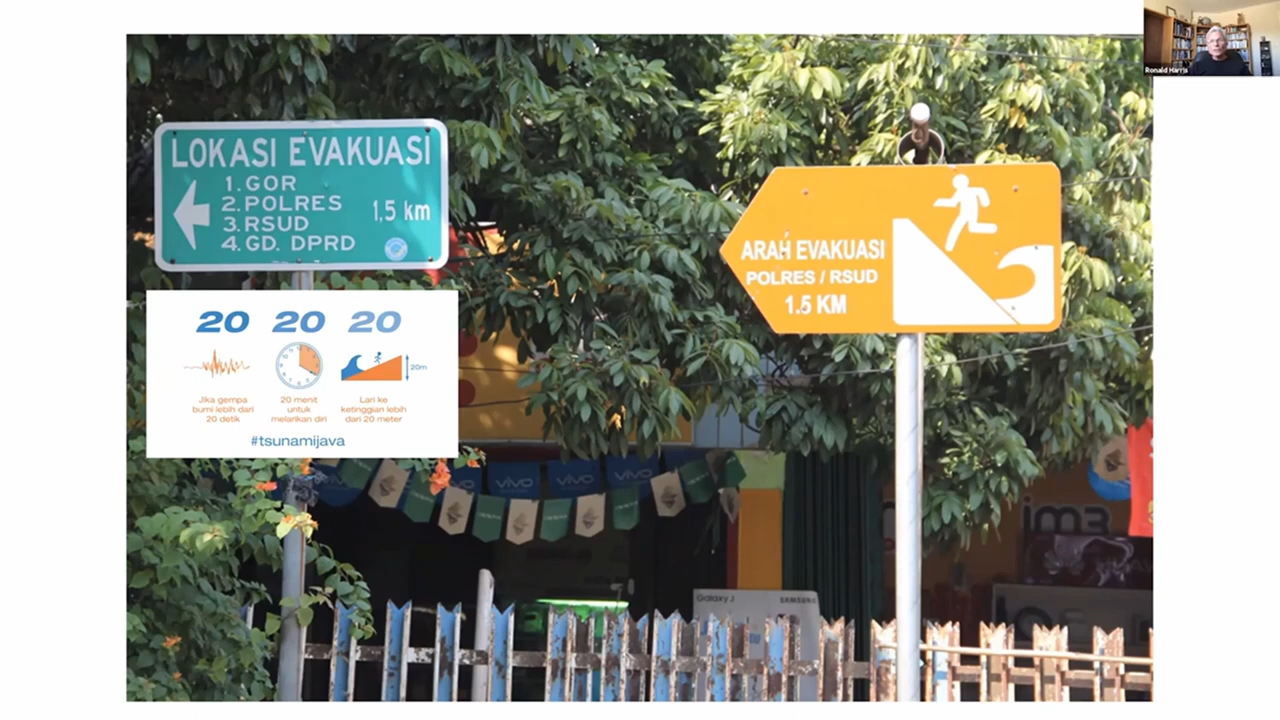 Ronald Harris
LOKASI EVAKUASI
1. GOR
2. POLRES
3. RSUD
4. GD. DPRD
1,5 km
ARAH EVAKUASI
POLRES / RSUD
1.5 KM
20 20 20
20m
Jika gempa
bumi lebih dari
20 detik
20 menit
untuk
melarikan diri
Lari ke
ketinggian lebih
dari 20 meter
#tsunamijava
vivo
vivo
vivo
Galaxy J
SAMSUNG
im3